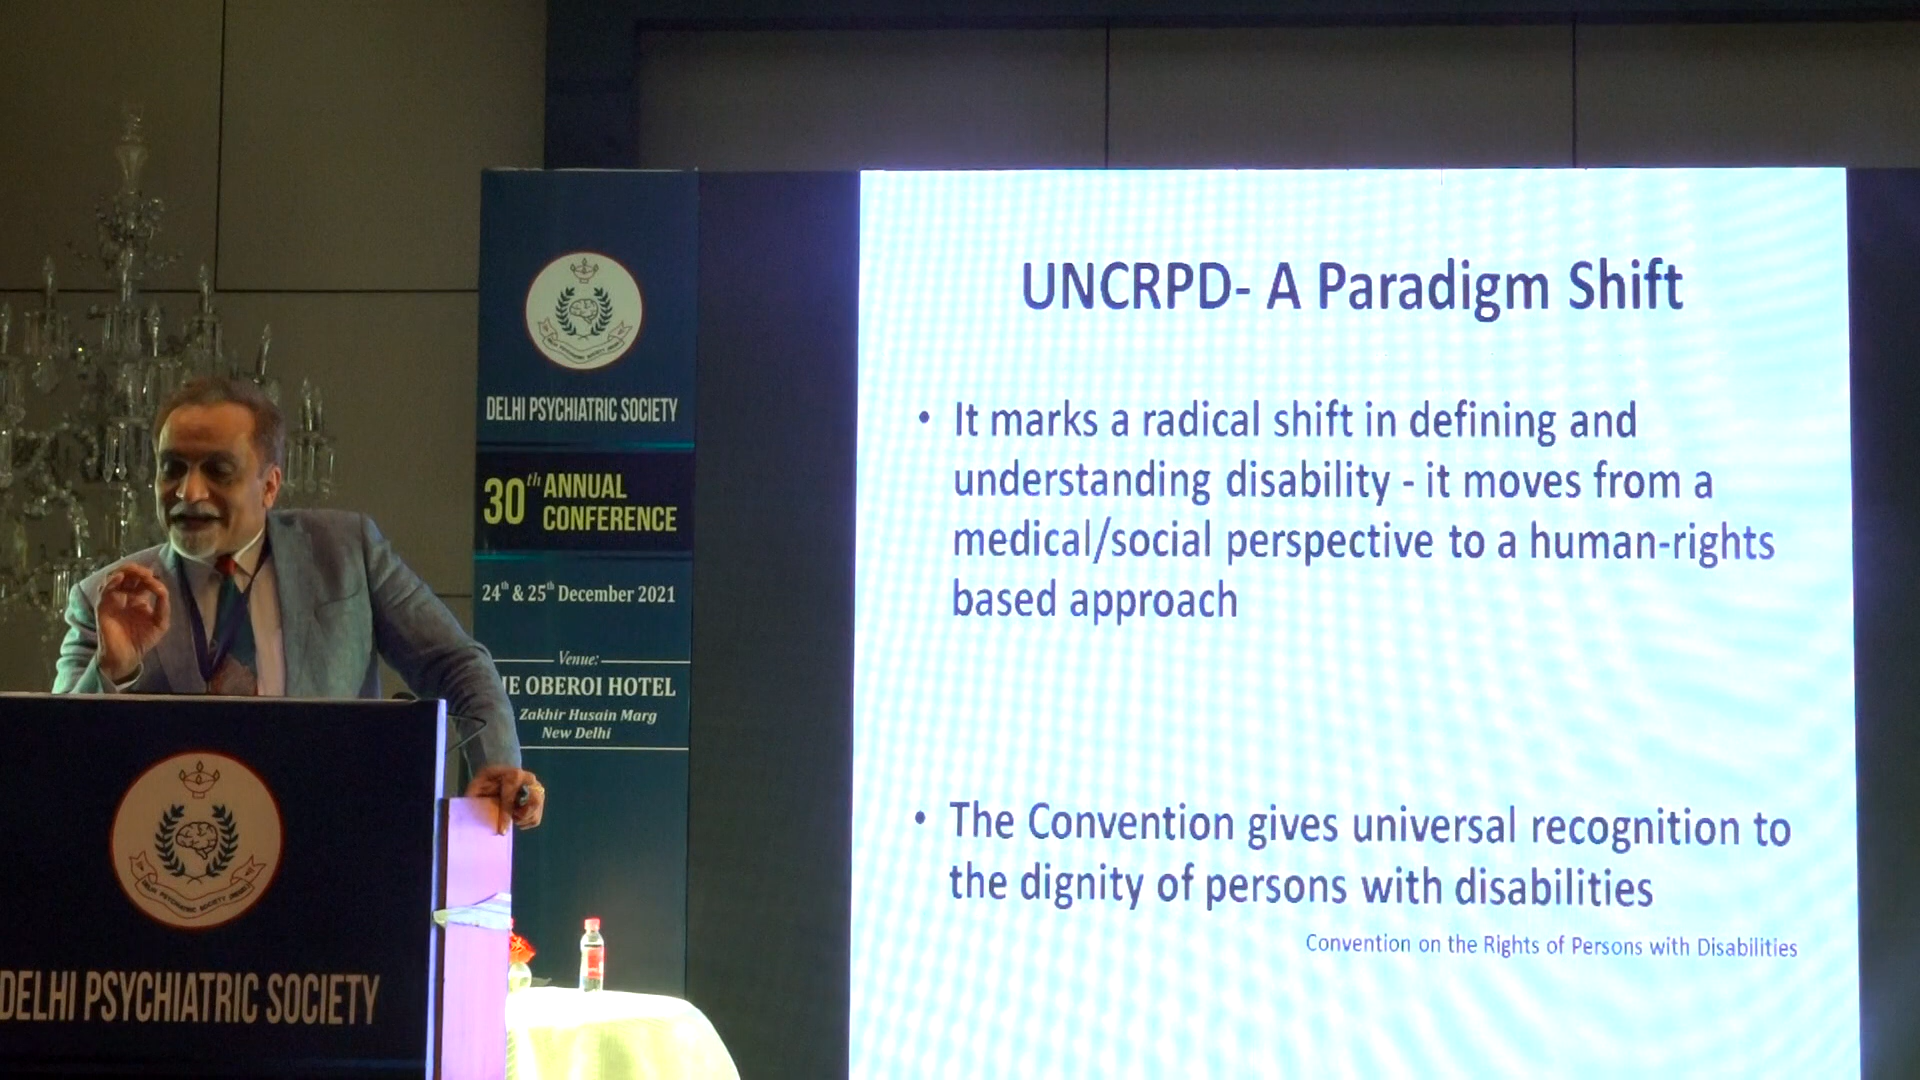 DELHI PSYCHIATRIC SOCIETY
30th ANNUAL
CONFERENCE
24th & 25th December 2021
Venue:
E OBEROI HOTEL
Zakhir Husain Marg
New Delhi
DELHI PSYCHIATRIC SOCIETY
UNCRPD- A Paradigm Shift
• It marks a radical shift in defining and
understanding disability - it moves from a
medical/social perspective to a human-rights
based approach
• The Convention gives universal recognition to
the dignity of persons with disabilities
Convention on the Rights of Persons with Disabilities